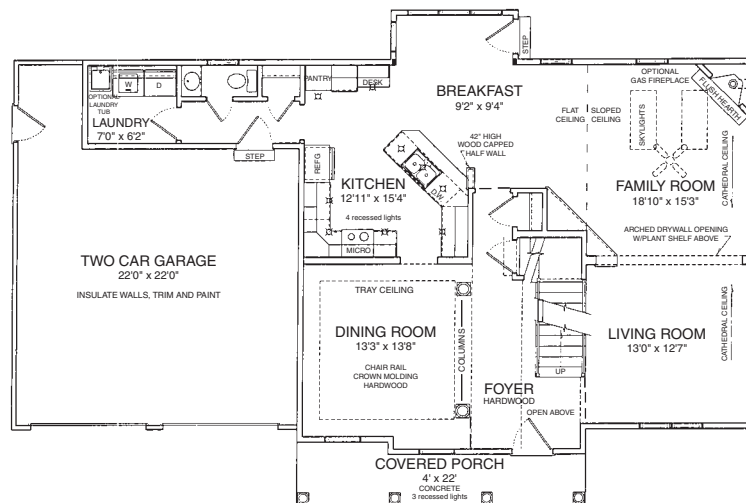 STEP
OPTIONAL
GAS FIREPLACE
FLUSH HEARTH
PANTRY
DESK
W
D
OPTIONAL
LAUNDRY
TUB
LAUNDRY
7'0" x 6'2"
BREAKFAST
9'2" x 9'4"
FLAT
CEILING
SLOPED
CEILING
SKYLIGHTS
CATHEDRAL CEILING
42" HIGH
WOOD CAPPED
HALF WALL
STEP
REFG
D.W.
KITCHEN
12'11" x 15'4"
4 recessed lights
MICRO
FAMILY ROOM
18'10" x 15'3"
ARCHED DRYWALL OPENING
W/PLANT SHELF ABOVE
TWO CAR GARAGE
22'0" x 22'0"
INSULATE WALLS, TRIM AND PAINT
TRAY CEILING
DINING ROOM
13'3" x 13'8"
CHAIR RAIL
CROWN MOLDING
HARDWOOD
COLUMNS
LIVING ROOM
13'0" x 12'7"
CATHEDRAL CEILING
UP
FOYER
HARDWOOD
OPEN ABOVE
COVERED PORCH
4' x 22'
CONCRETE
3 recessed lights